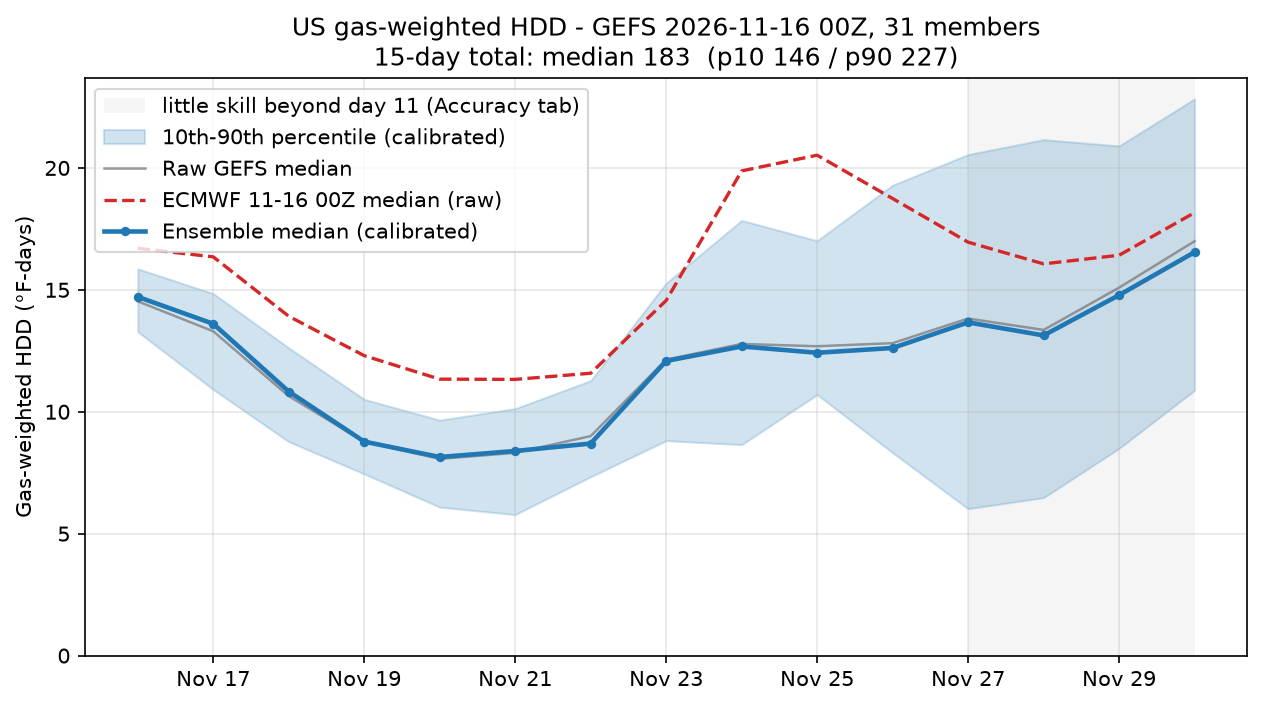 US gas-weighted HDD - GEFS 2026-11-16 00Z, 31 members
15-day total: median 183  (p10 146 / p90 227)
little skill beyond day 11 (Accuracy tab)
10th-90th percentile (calibrated)
Raw GEFS median
ECMWF 11-16 00Z median (raw)
Ensemble median (calibrated)
Gas-weighted HDD (°F-days)
20
15
10
5
0
Nov 17
Nov 19
Nov 21
Nov 23
Nov 25
Nov 27
Nov 29